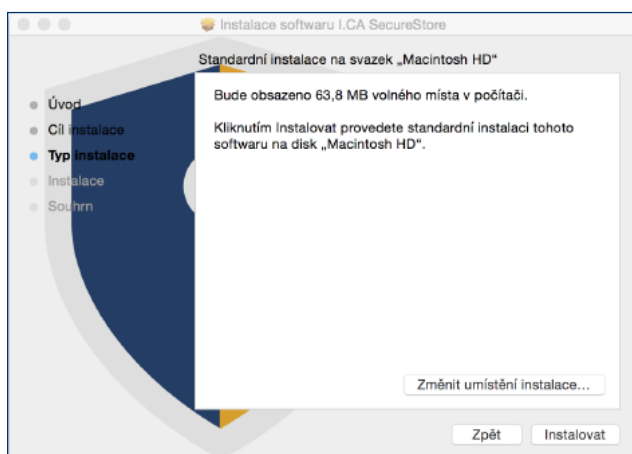 Instalace softwaru I.CA SecureStore
Standardní instalace na svazek „Macintosh HD“
Úvod
Cíl instalace
Typ instalace
Instalace
Souhrn
Bude obsazeno 63,8 MB volného místa v počítači.
Kliknutím Instalovat provedete standardní instalaci tohoto
softwaru na disk „Macintosh HD“.
Změnit umístění instalace...
Zpět
Instalovat